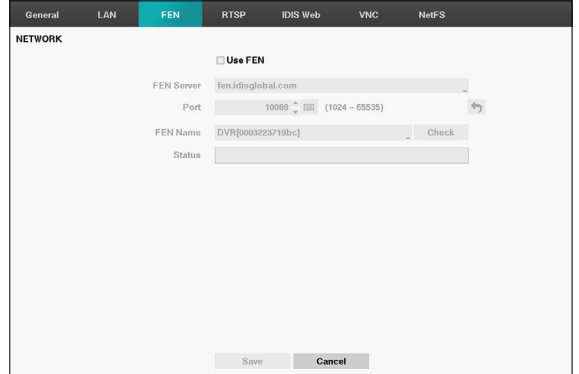 General LAN FEN RTSP IDIS Web VNC NetFS
NETWORK
Use FEN
FEN Server fen.idisglobal.com
Port 10088 (1024 ~ 65535)
FEN Name DVR[0003223719bc] Check
Status
Save Cancel